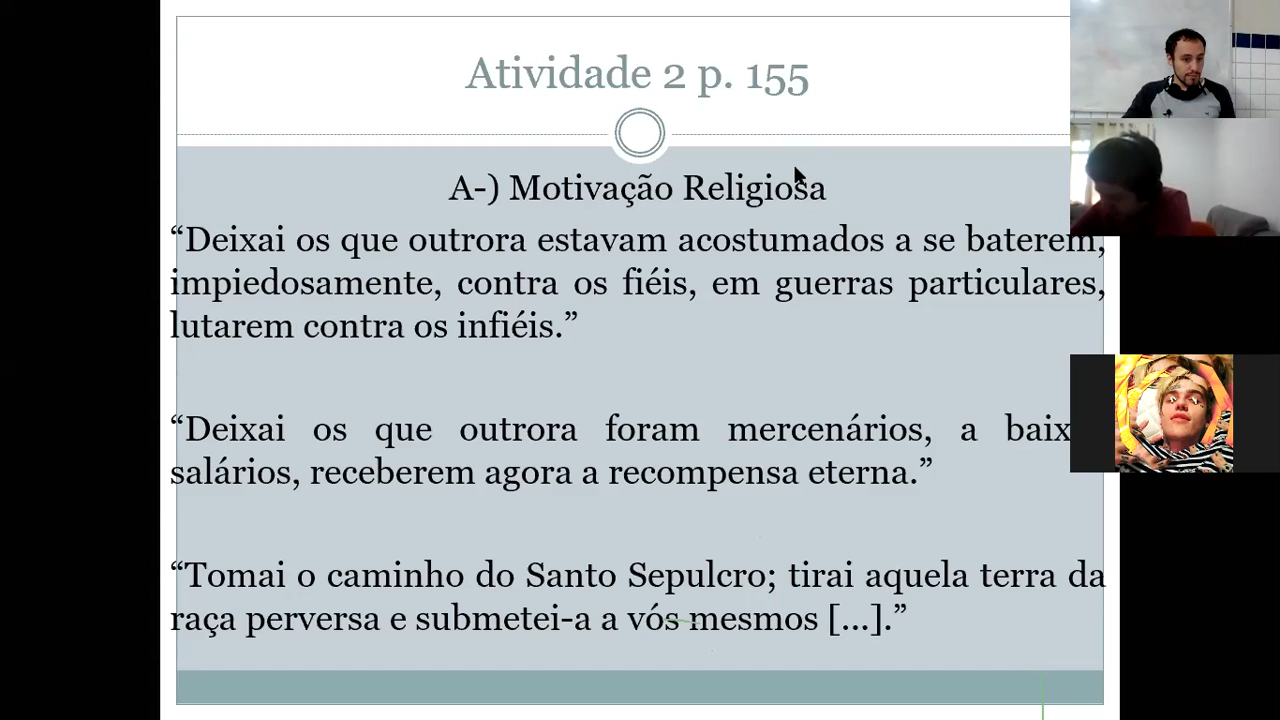 Atividade 2 p. 155
A-) Motivação Religiosa
“Deixai os que outrora estavam acostumados a se baterem,
impiedosamente, contra os fiéis, em guerras particulares,
lutarem contra os infiéis.”
“Deixai os que outrora foram mercenários, a baix
salários, receberem agora a recompensa eterna.”
“Tomai o caminho do Santo Sepulcro; tirai aquela terra da
raça perversa e submetei-a a vós mesmos [...].”